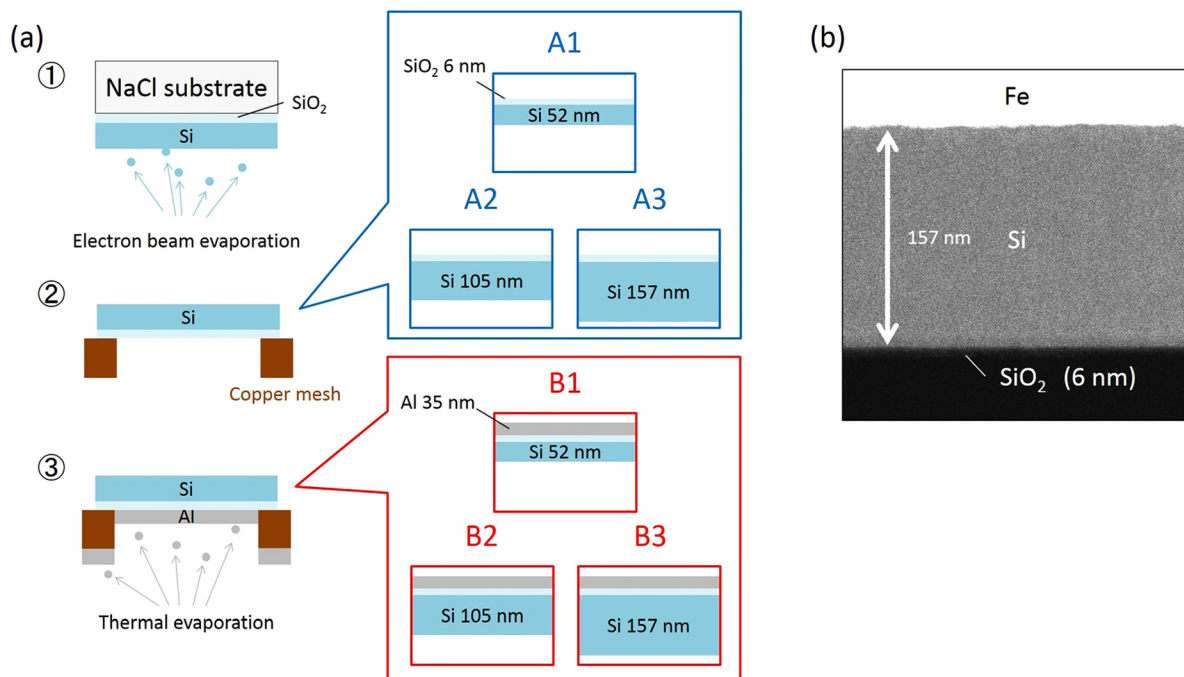 (a)
①
NaCl substrate
SiO₂
Si
Electron beam evaporation
②
Si
Copper mesh
③
Si
Al
Thermal evaporation
A1
SiO₂ 6 nm
Si 52 nm
A2
A3
Si 105 nm
Si 157 nm
B1
Al 35 nm
Si 52 nm
B2
B3
Si 105 nm
Si 157 nm
(b)
Fe
157 nm
Si
SiO₂ (6 nm)